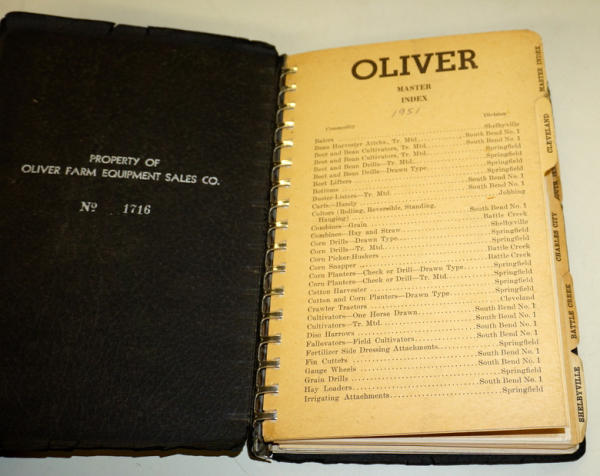 PROPERTY OF
OLIVER FARM EQUIPMENT SALES CO.
Nº 1716
OLIVER
MASTER
INDEX
1951
Commodity Division
Balers Shelbyville
Bean Harvester Attchs., Tr. Mtd. South Bend No. 1
Beet and Bean Cultivators, Tr. Mtd. South Bend No. 1
Beet and Bean Cultivators, Tr. Mtd. Springfield
Beet and Bean Drills—Tr. Mtd. Springfield
Beet and Bean Drills—Drawn Type Springfield
Beet Lifters Springfield
Bottoms South Bend No. 1
Buster-Listers—Tr. Mtd. South Bend No. 1
Carts—Handy Jobbing
Colters (Rolling, Reversible, Standing,
Hanging) South Bend No. 1
Combines—Grain Battle Creek
Combines—Hay and Straw Shelbyville
Corn Drills—Drawn Type Springfield
Corn Drills—Tr. Mtd. Springfield
Corn Picker-Huskers Battle Creek
Corn Snapper Battle Creek
Corn Planters—Check or Drill—Drawn Type Springfield
Corn Planters—Check or Drill—Tr. Mtd. Springfield
Cotton Harvester Springfield
Cotton and Corn Planters—Drawn Type Springfield
Crawler Tractors Cleveland
Cultivators—One Horse Drawn South Bend No. 1
Cultivators—Tr. Mtd. South Bend No. 1
Disc Harrows South Bend No. 1
Fallovators—Field Cultivators South Bend No. 1
Fertilizer Side Dressing Attachments Springfield
Fin Cutters South Bend No. 1
Gauge Wheels South Bend No. 1
Grain Drills Springfield
Hay Loaders South Bend No. 1
Irrigating Attachments Springfield
MASTER INDEX
CLEVELAND
CHARLES CITY
BATTLE CREEK
SHELBYVILLE